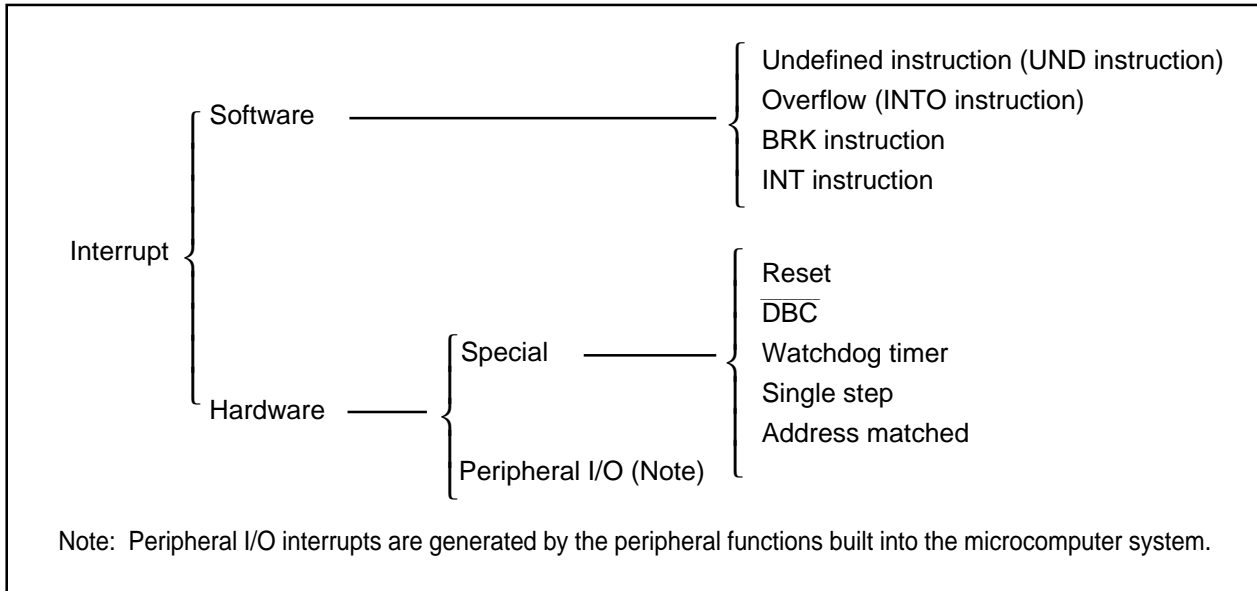 Interrupt
Software
Undefined instruction (UND instruction)
Overflow (INTO instruction)
BRK instruction
INT instruction
Hardware
Special
Reset
D̅B̅C̅
Watchdog timer
Single step
Address matched
Peripheral I/O (Note)
Note: Peripheral I/O interrupts are generated by the peripheral functions built into the microcomputer system.